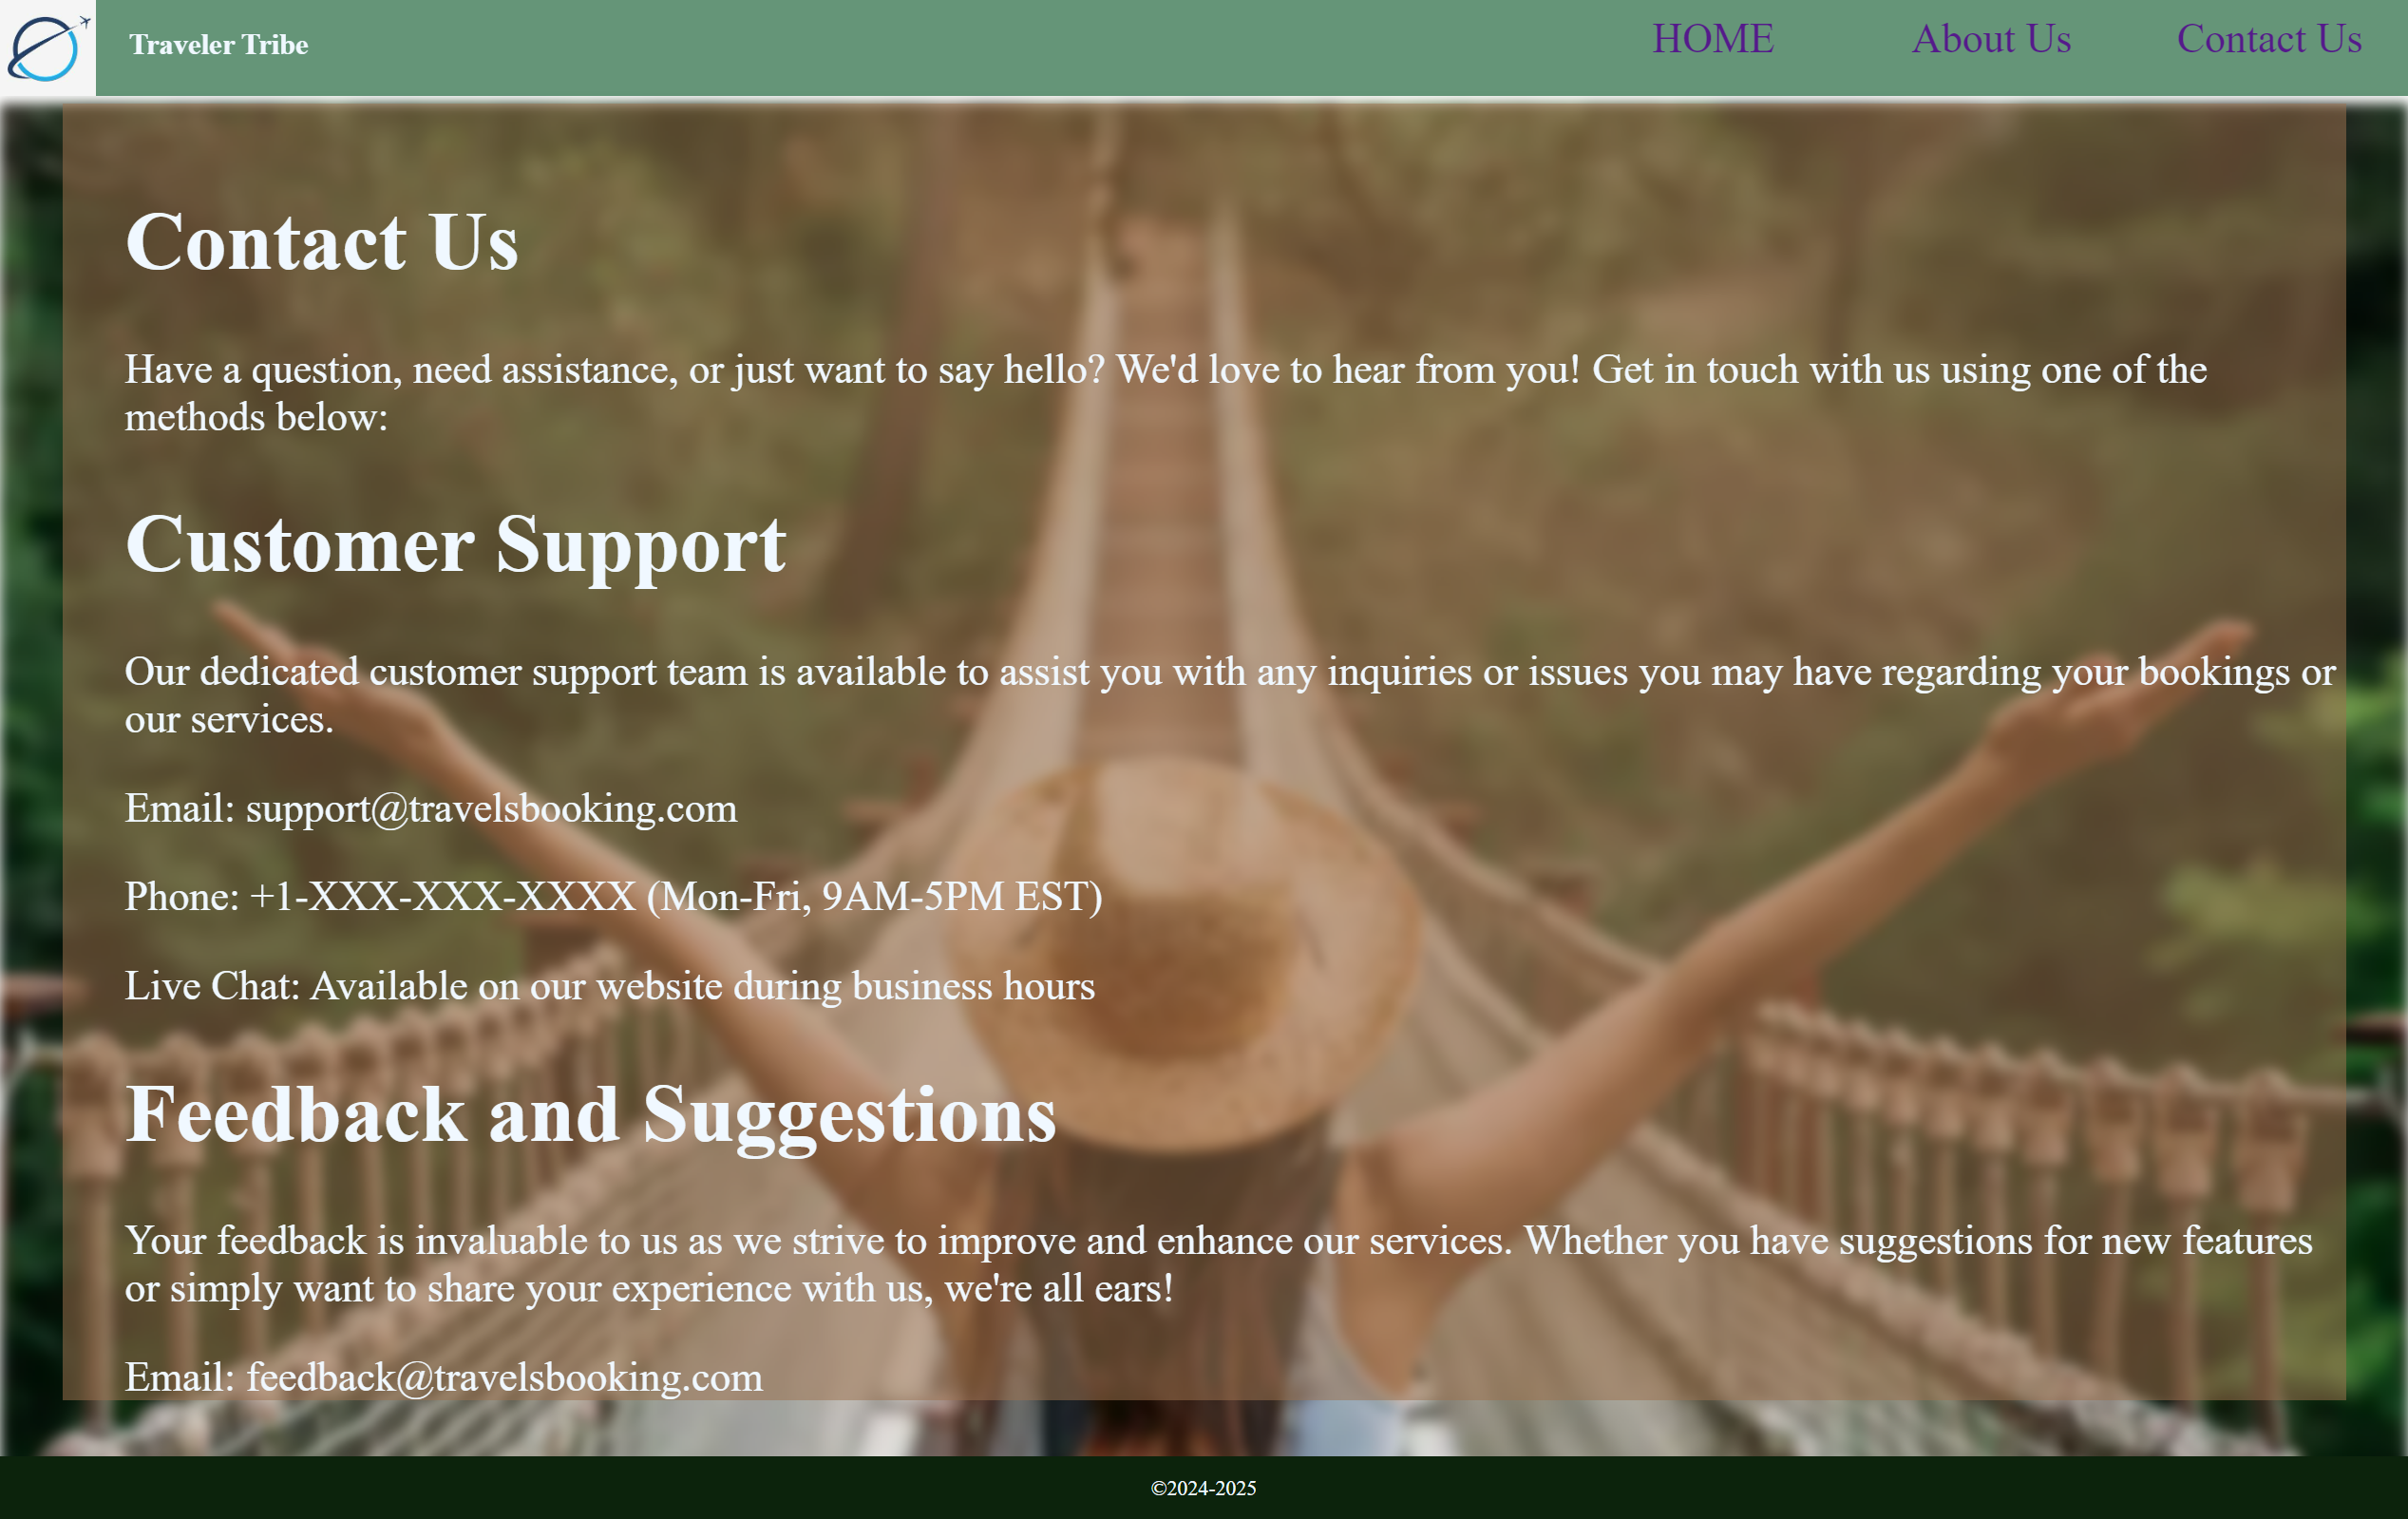 Traveler Tribe
HOME
About Us
Contact Us
Contact Us
Have a question, need assistance, or just want to say hello? We'd love to hear from you! Get in touch with us using one of the
methods below:
Customer Support
Our dedicated customer support team is available to assist you with any inquiries or issues you may have regarding your bookings or
our services.
Email: support@travelsbooking.com
Phone: +1-XXX-XXX-XXXX (Mon-Fri, 9AM-5PM EST)
Live Chat: Available on our website during business hours
Feedback and Suggestions
Your feedback is invaluable to us as we strive to improve and enhance our services. Whether you have suggestions for new features
or simply want to share your experience with us, we're all ears!
Email: feedback@travelsbooking.com
©2024-2025